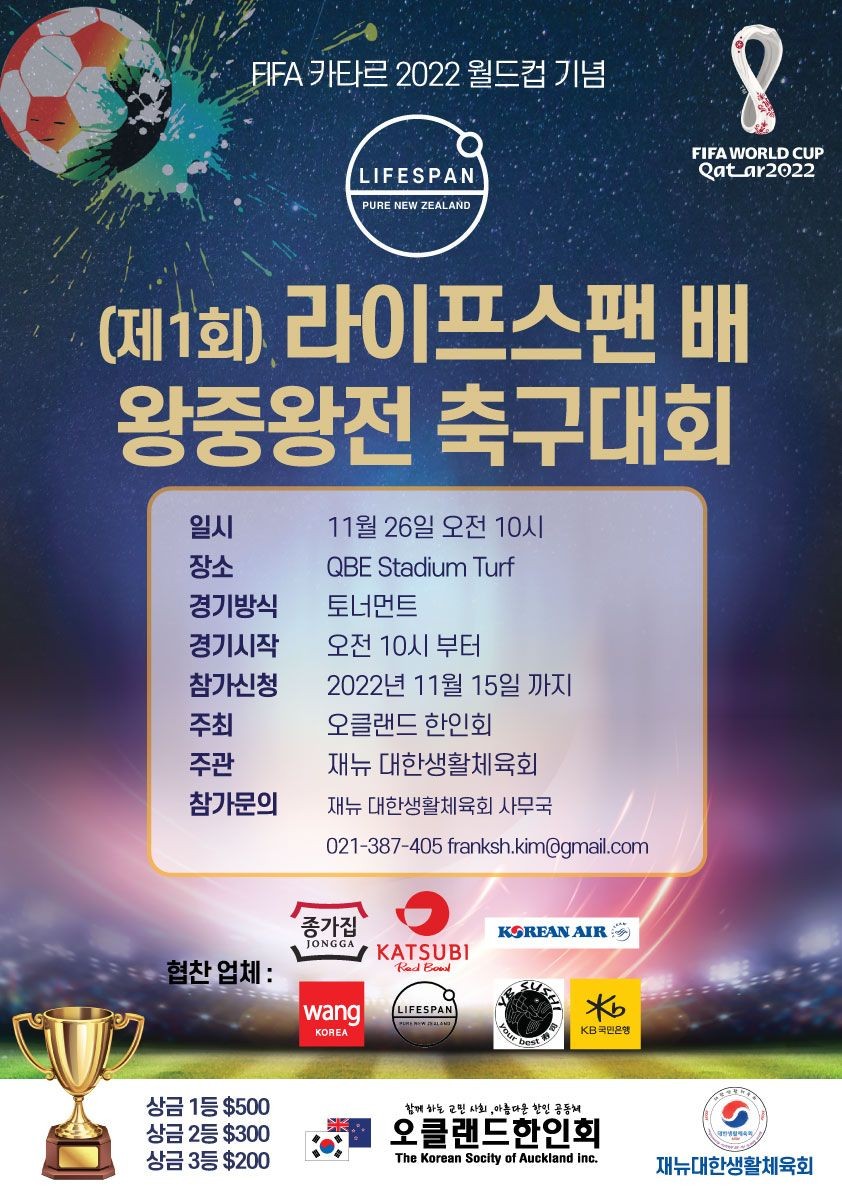 FIFA 카타르 2022 월드컵 기념
FIFA WORLD CUP
Qatar2022
LIFESPAN
PURE NEW ZEALAND
(제1회) 라이프스팬 배
왕중왕전 축구대회
일시 11월 26일 오전 10시
장소 QBE Stadium Turf
경기방식 토너먼트
경기시작 오전 10시 부터
참가신청 2022년 11월 15일 까지
주최 오클랜드 한인회
주관 재뉴 대한생활체육회
참가문의 재뉴 대한생활체육회 사무국
021-387-405 franksh.kim@gmail.com
협찬 업체 :
종가집
JONGGA
KATSUBI
Red Bowl
KOREAN AIR
wang
KOREA
LIFESPAN
PURE NEW ZEALAND
YE SUSHI
your best 寿司
KB 국민은행
상금 1등 $500
상금 2등 $300
상금 3등 $200
함께 하는 교민 사회 ,아름다운 한인 공동체
오클랜드한인회
The Korean Socity of Auckland inc.
대한생활체육회
재뉴대한생활체육회